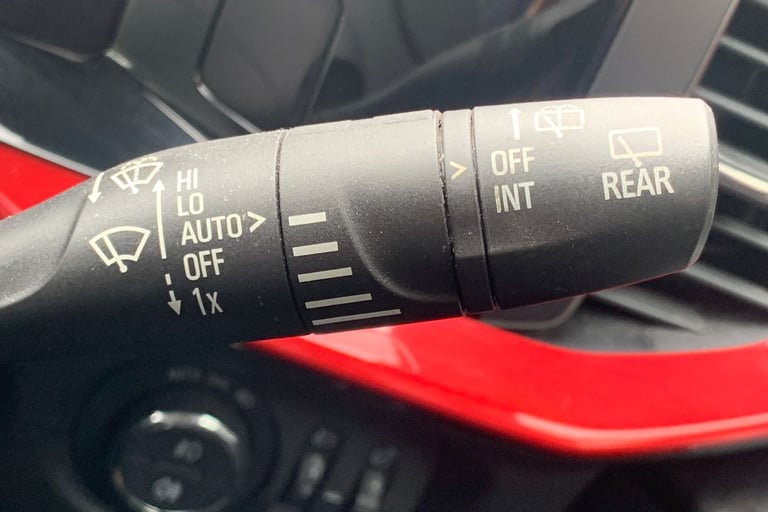 HI
LO
AUTO >
OFF
1x
>
OFF
INT
REAR